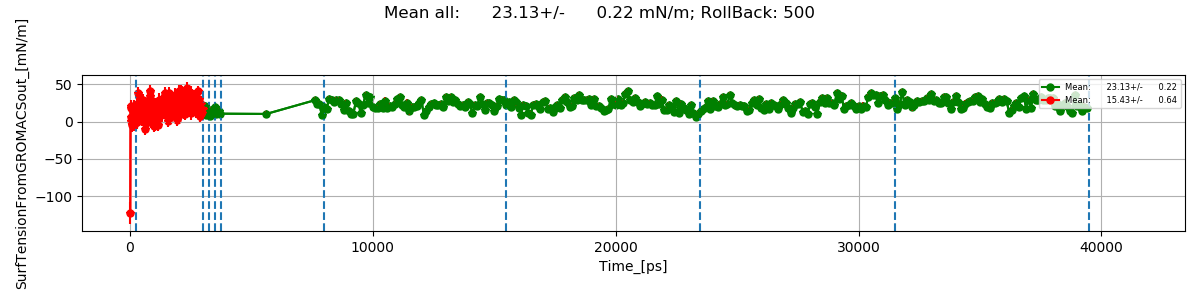 Mean all:      23.13+/-      0.22 mN/m; RollBack: 500
SurfTensionFromGROMACSout_[mN/m]
50
0
−50
−100
Mean:      23.13+/-      0.22
Mean:      15.43+/-      0.64
0
10000
20000
30000
40000
Time_[ps]